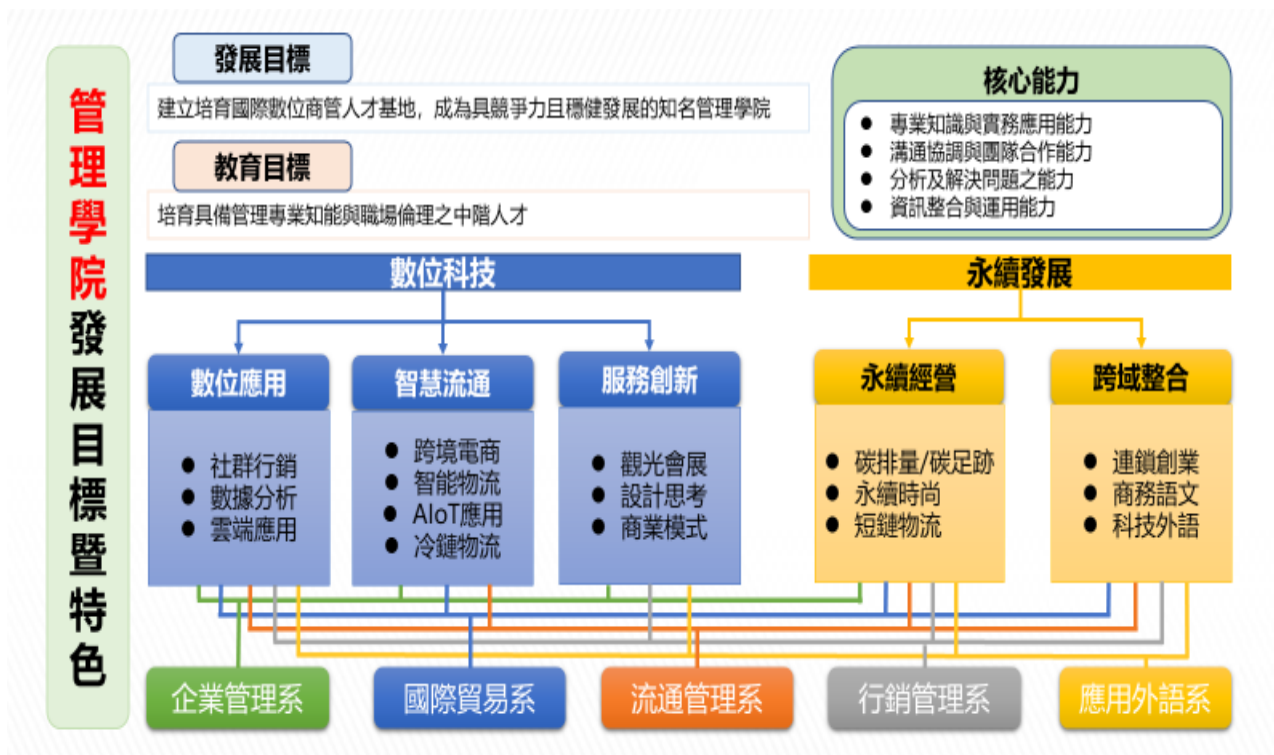 管理學院發展目標暨特色
發展目標
建立培育國際數位商管人才基地，成為具競爭力且穩健發展的知名管理學院
教育目標
培育具備管理專業知能與職場倫理之中階人才
核心能力
● 專業知識與實務應用能力
● 溝通協調與團隊合作能力
● 分析及解決問題之能力
● 資訊整合與運用能力
數位科技
數位應用
● 社群行銷
● 數據分析
● 雲端應用
智慧流通
● 跨境電商
● 智能物流
● AIoT應用
● 冷鏈物流
服務創新
● 觀光會展
● 設計思考
● 商業模式
永續發展
永續經營
● 碳排量/碳足跡
● 永續時尚
● 短鏈物流
跨域整合
● 連鎖創業
● 商務語文
● 科技外語
企業管理系
國際貿易系
流通管理系
行銷管理系
應用外語系